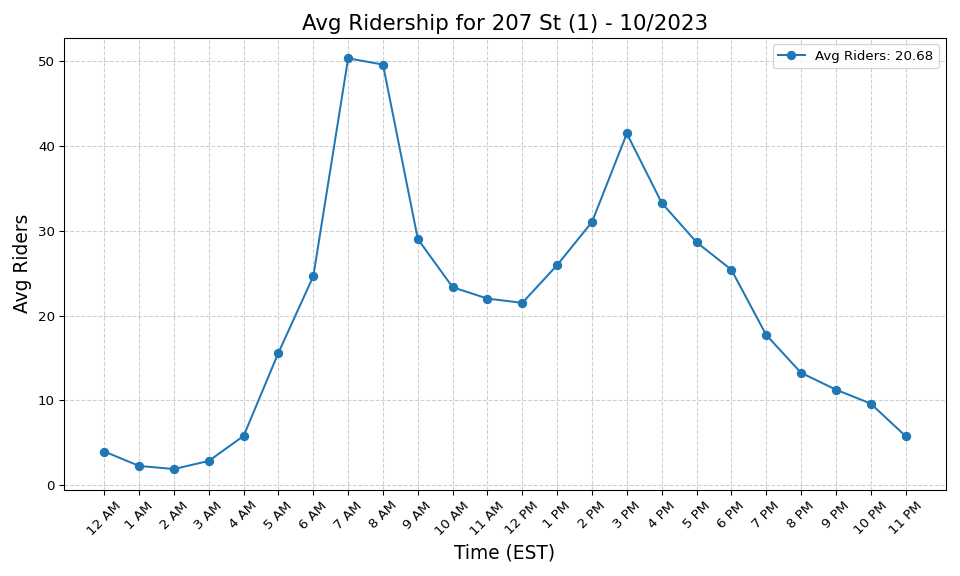 Avg Ridership for 207 St (1) - 10/2023
Avg Riders: 20.68
Avg Riders
50
40
30
20
10
0
12 AM 1 AM 2 AM 3 AM 4 AM 5 AM 6 AM 7 AM 8 AM 9 AM 10 AM 11 AM 12 PM 1 PM 2 PM 3 PM 4 PM 5 PM 6 PM 7 PM 8 PM 9 PM 10 PM 11 PM
Time (EST)